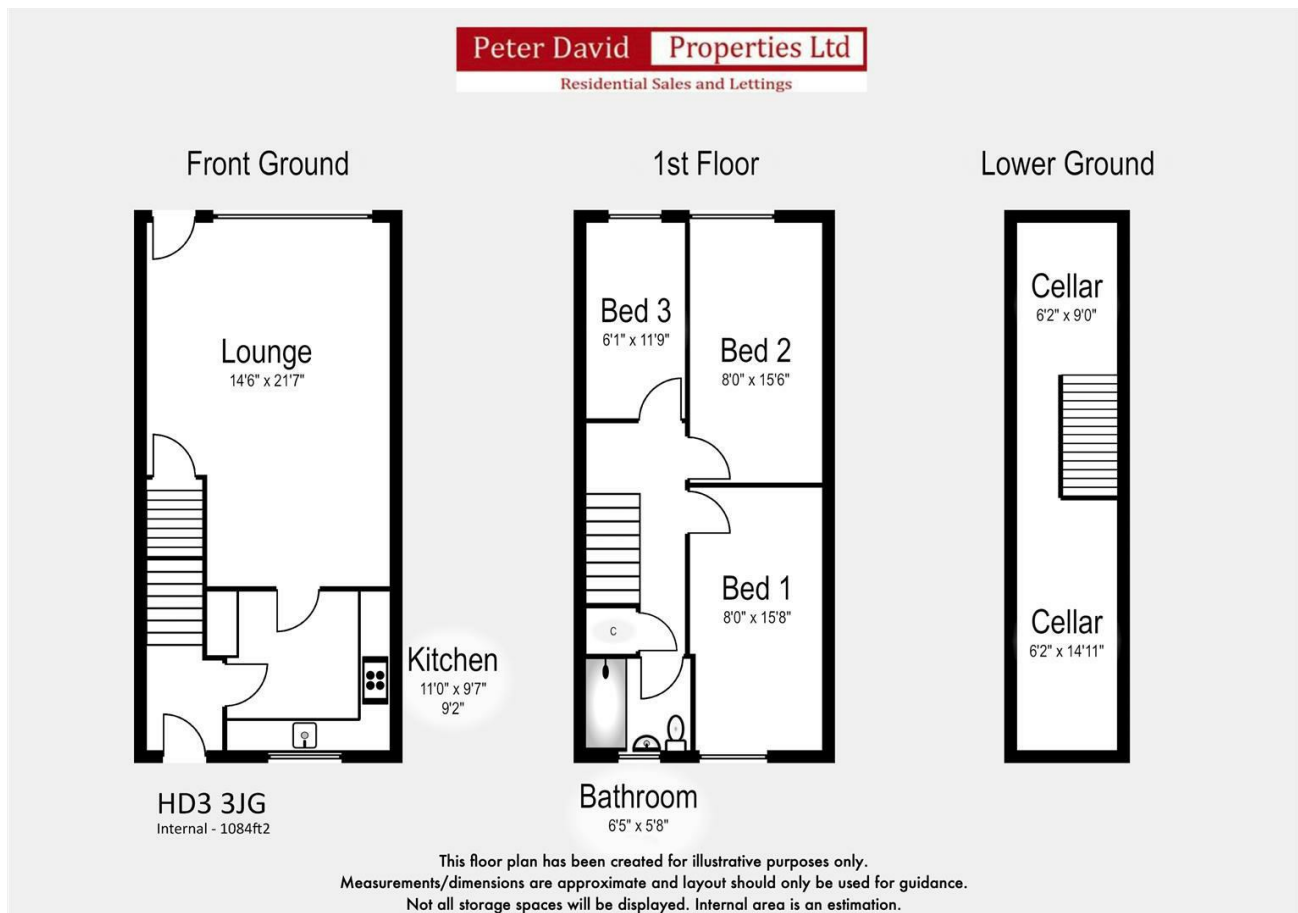 Peter David Properties Ltd
Residential Sales and Lettings
Front Ground
1st Floor
Lower Ground
Lounge
14'6" x 21'7"
Kitchen
11'0" x 9'7"
9'2"
Bed 3
6'1" x 11'9"
Bed 2
8'0" x 15'6"
Bed 1
8'0" x 15'8"
C
Bathroom
6'5" x 5'8"
Cellar
6'2" x 9'0"
Cellar
6'2" x 14'11"
HD3 3JG
Internal - 1084ft2
This floor plan has been created for illustrative purposes only.
Measurements/dimensions are approximate and layout should only be used for guidance.
Not all storage spaces will be displayed. Internal area is an estimation.